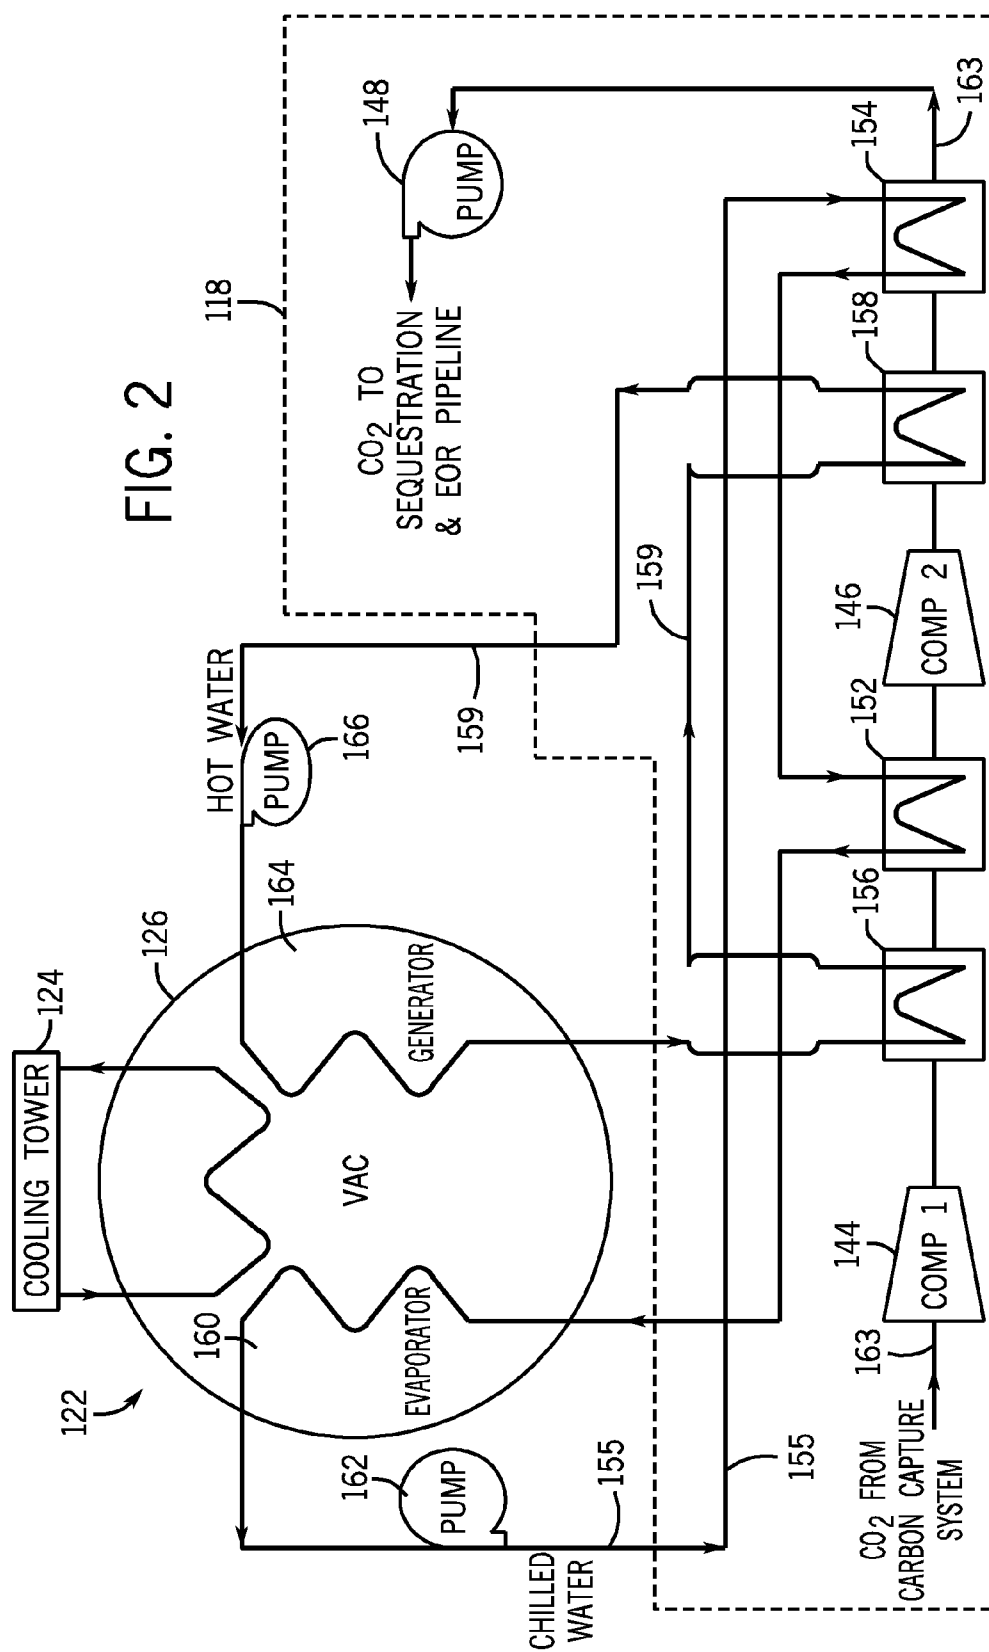 FIG. 2
118
122
124
COOLING TOWER
126
160
164
VAC
EVAPORATOR
GENERATOR
HOT WATER
PUMP
166
159
162
PUMP
CHILLED
WATER
155
155
148
PUMP
CO2 TO
SEQUESTRATION
& EOR PIPELINE
159
CO2 FROM
CARBON CAPTURE
SYSTEM
163
144
COMP 1
156
152
146
COMP 2
158
154
163